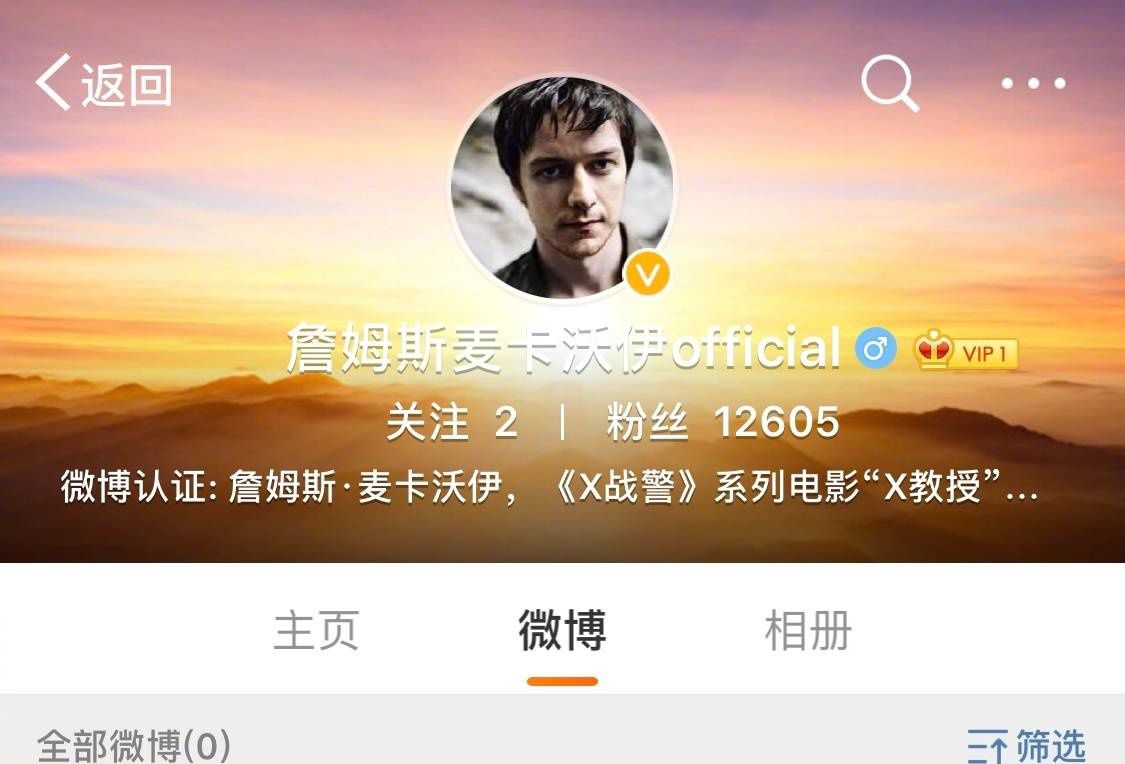 返回
詹姆斯麦卡沃伊official VIP 1
关注 2 | 粉丝 12605
微博认证: 詹姆斯·麦卡沃伊，《X战警》系列电影“X教授”...
主页 微博 相册
全部微博(0) 筛选